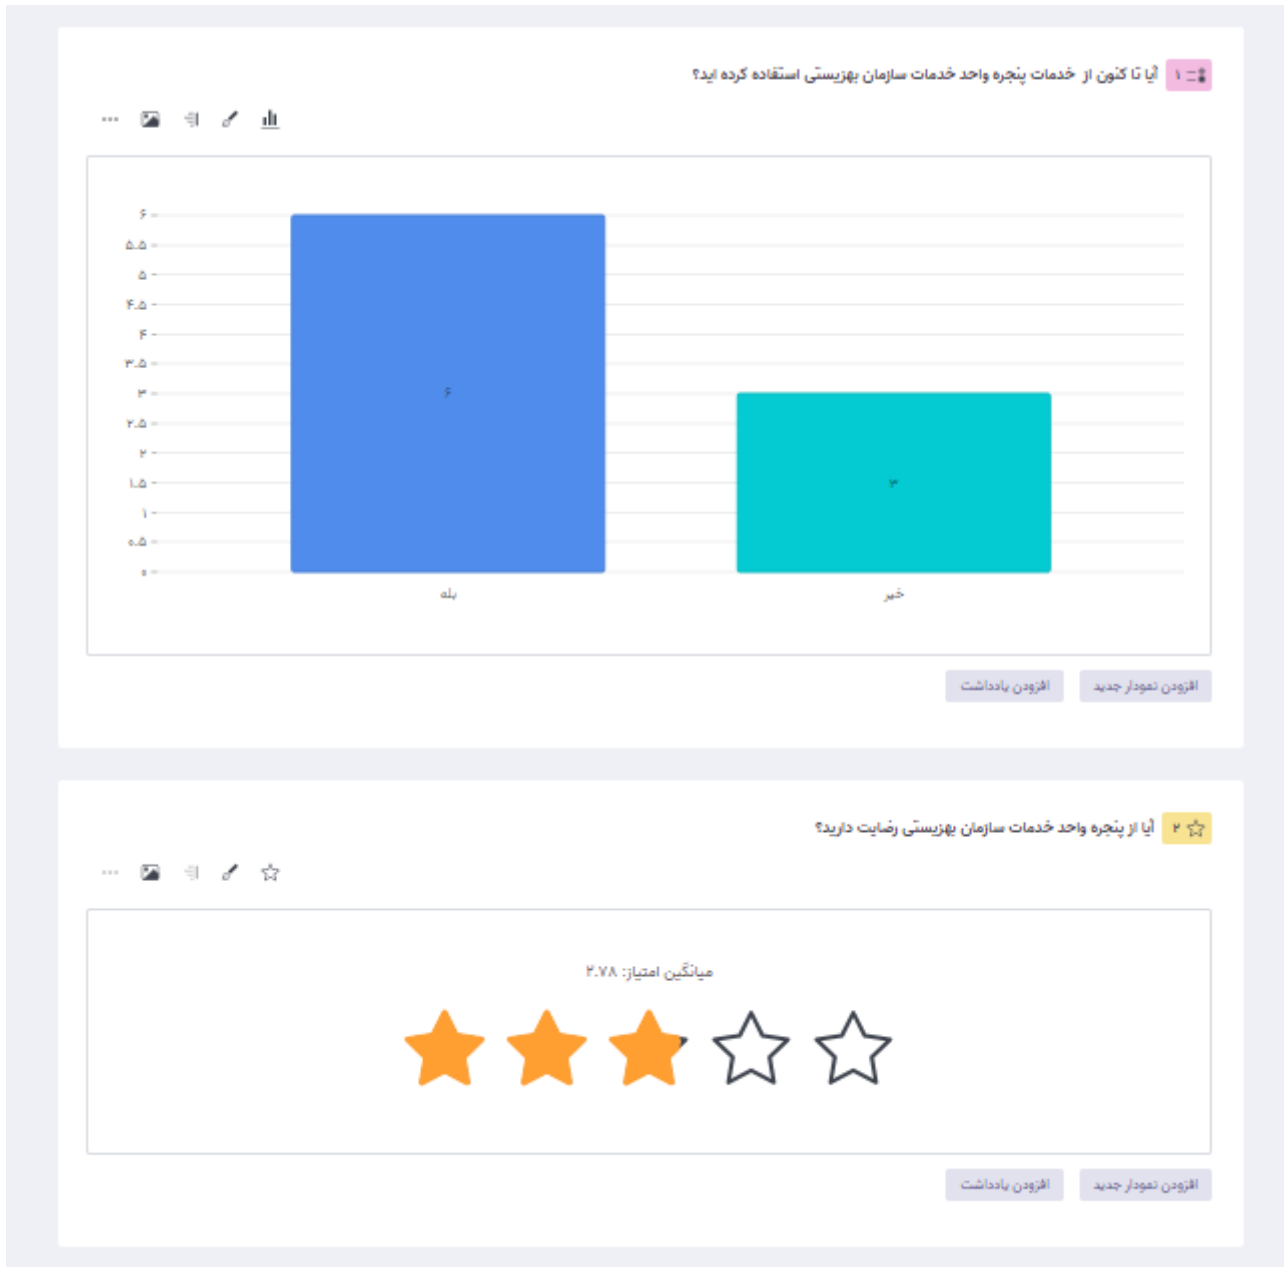 ۱ آیا تا کنون از خدمات پنجره واحد خدمات سازمان بهزیستی استفاده کرده اید؟
۶
۵.۵
۵
۴.۵
۴
۳.۵
۳
۲.۵
۲
۱.۵
۱
۰.۵
۰
۶
۳
بله
خیر
افزودن نمودار جدید
افزودن یادداشت
۲ آیا از پنجره واحد خدمات سازمان بهزیستی رضایت دارید؟
میانگین امتیاز: ۲.۷۸
افزودن نمودار جدید
افزودن یادداشت